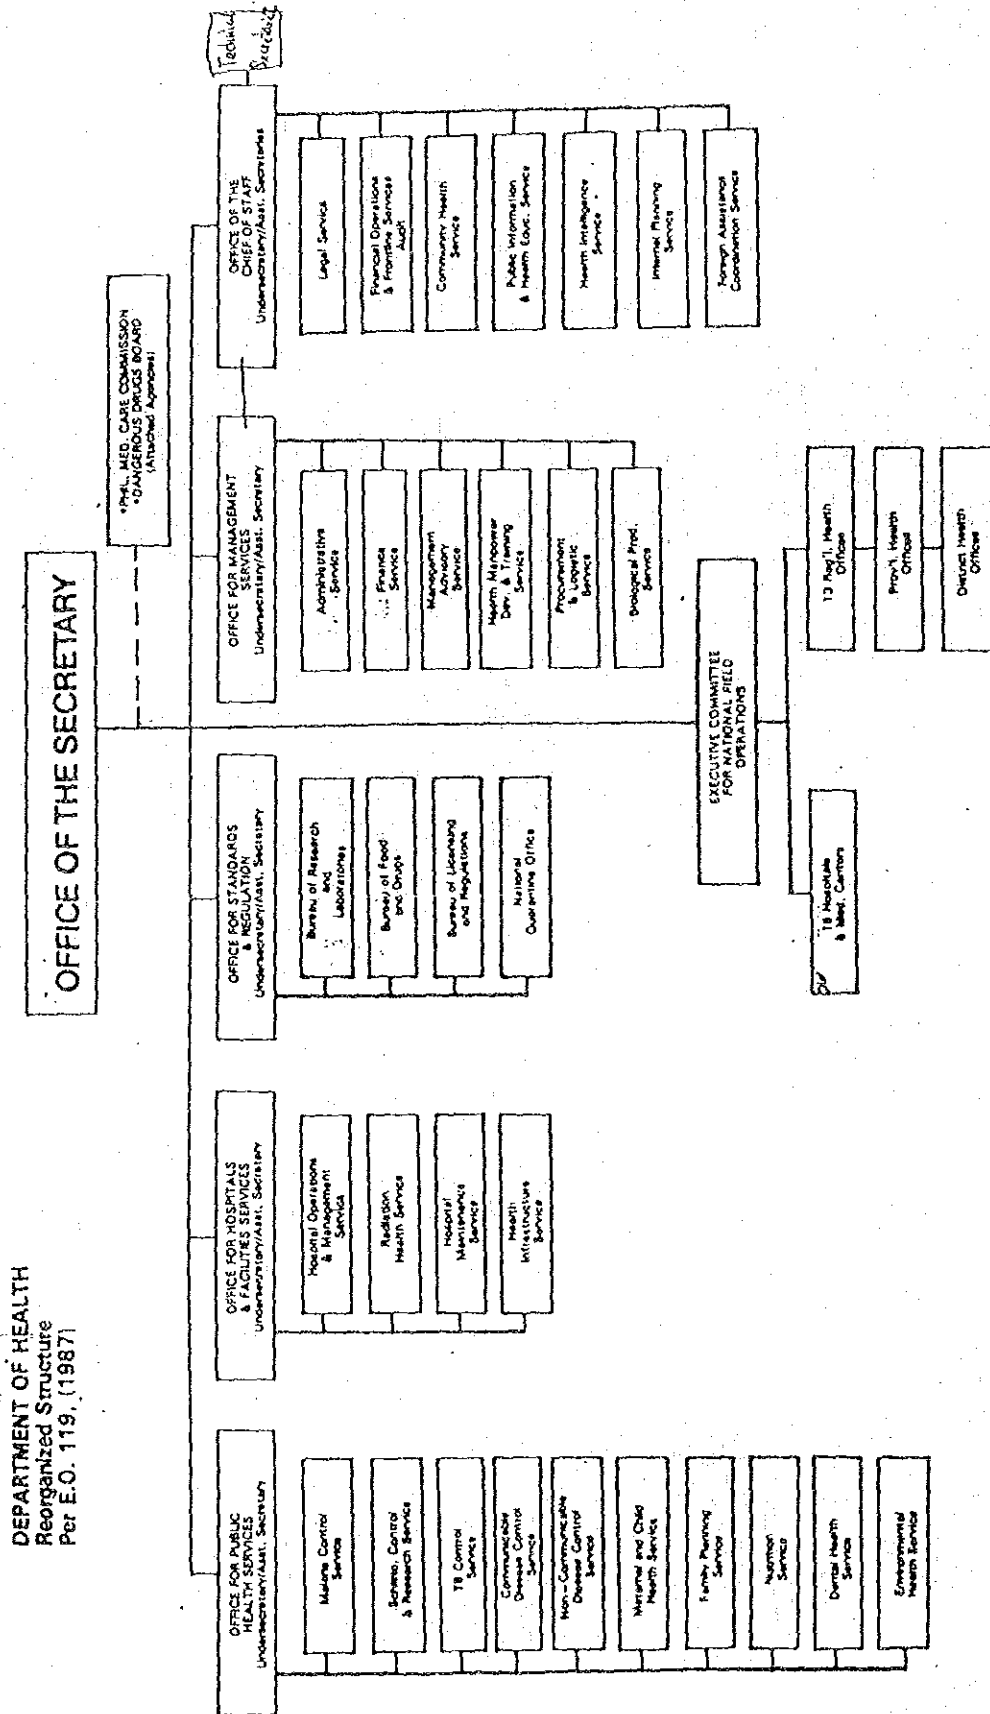 DEPARTMENT OF HEALTH
Reorganized Structure
Per E.O. 119, (1987)
OFFICE OF THE SECRETARY
*PHIL. MED. CARE COMMISSION
*DANGEROUS DRUGS BOARD
(Attached Agencies)
OFFICE FOR PUBLIC
HEALTH SERVICES
Undersecretary/Asst. Secretary
Malaria Control
Service
Schisto. Control
& Research Service
TB Control
Service
Communicable
Disease Control
Service
Non-Communicable
Disease Control
Service
Maternal and Child
Health Service
Family Planning
Service
Nutrition
Service
Dental Health
Service
Environmental
Health Service
OFFICE FOR HOSPITALS
& FACILITIES SERVICES
Undersecretary/Asst. Secretary
Hospital Operations
& Management
Service
Radiation
Health Service
Hospital
Maintenance
Service
Health
Infrastructure
Service
OFFICE FOR STANDARDS
& REGULATION
Undersecretary/Asst. Secretary
Bureau of Research
and
Laboratories
Bureau of Food
and Drugs
Bureau of Licensing
and Regulations
National
Quarantine Office
OFFICE FOR MANAGEMENT
SERVICES
Undersecretary/Asst. Secretary
Administrative
Service
Finance
Service
Management
Advisory
Service
Health Manpower
Dev. & Training
Service
Procurement
& Logistic
Service
Biological Prod.
Service
OFFICE OF THE
CHIEF OF STAFF
Undersecretary/Asst. Secretaries
Technical
Legal Service
Financial Operations
& Frontline Services
Audit
Community Health
Service
Public Information
& Health Educ. Service
Health Intelligence
Service
Internal Planning
Service
Foreign Assistance
Coordination Service
EXECUTIVE COMMITTEE
FOR NATIONAL FIELD
OPERATIONS
Hospitals
& Med. Centers
Reg'l. Health
Offices
Prov'l. Health
Offices
District Health
Offices